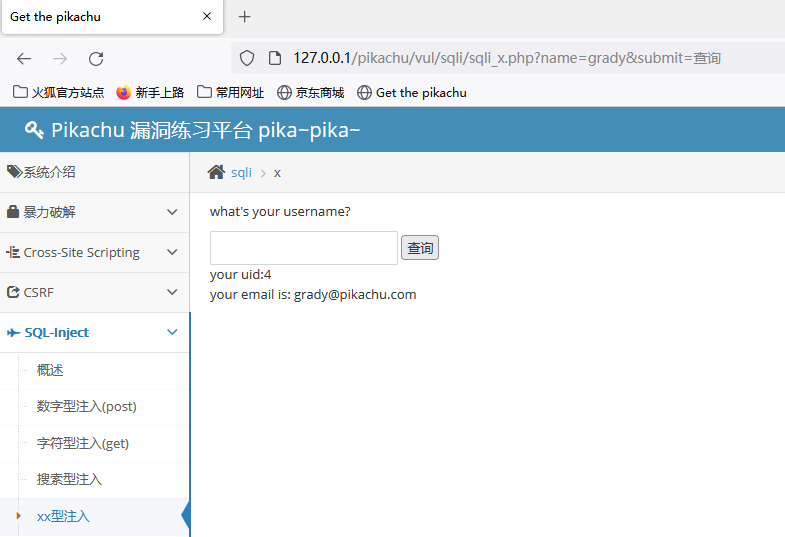 Get the pikachu
127.0.0.1/pikachu/vul/sqli/sqli_x.php?name=grady&submit=查询
火狐官方站点 新手上路 常用网址 京东商城 Get the pikachu
Pikachu 漏洞练习平台 pika~pika~
系统介绍
暴力破解
Cross-Site Scripting
CSRF
SQL-Inject
概述
数字型注入(post)
字符型注入(get)
搜索型注入
xx型注入
sqli > x
what's your username?
查询
your uid:4
your email is: grady@pikachu.com